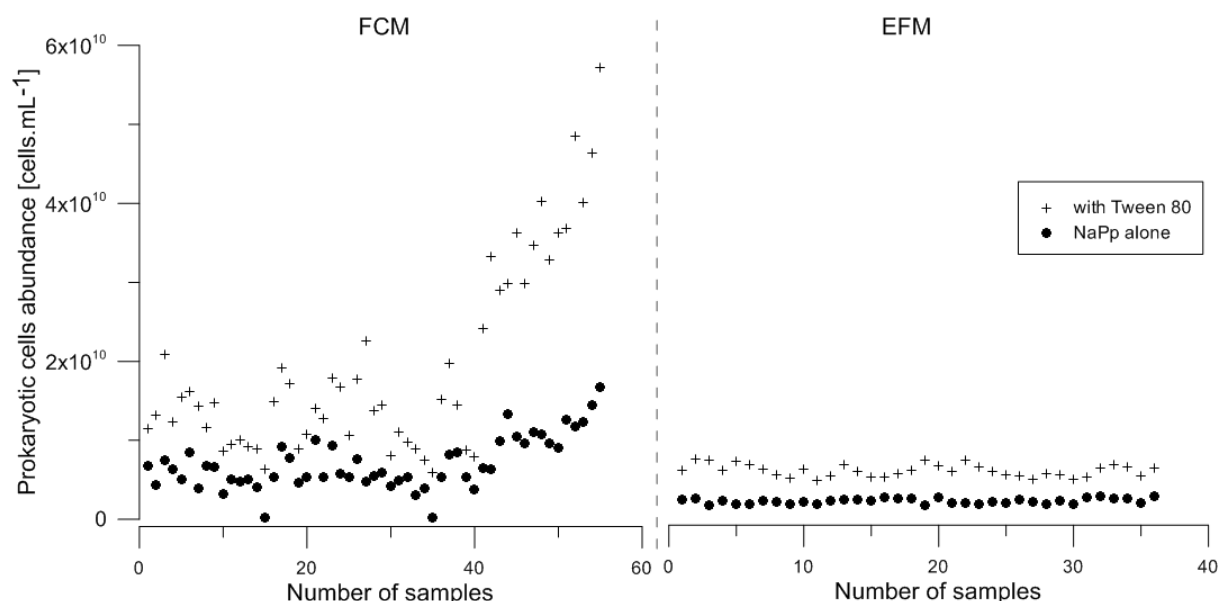 FCM
EFM
Prokaryotic cells abundance [cells.mL⁻¹]
6x10¹⁰
4x10¹⁰
2x10¹⁰
0
with Tween 80
NaPp alone
0 20 40 60
0 10 20 30 40
Number of samples
Number of samples